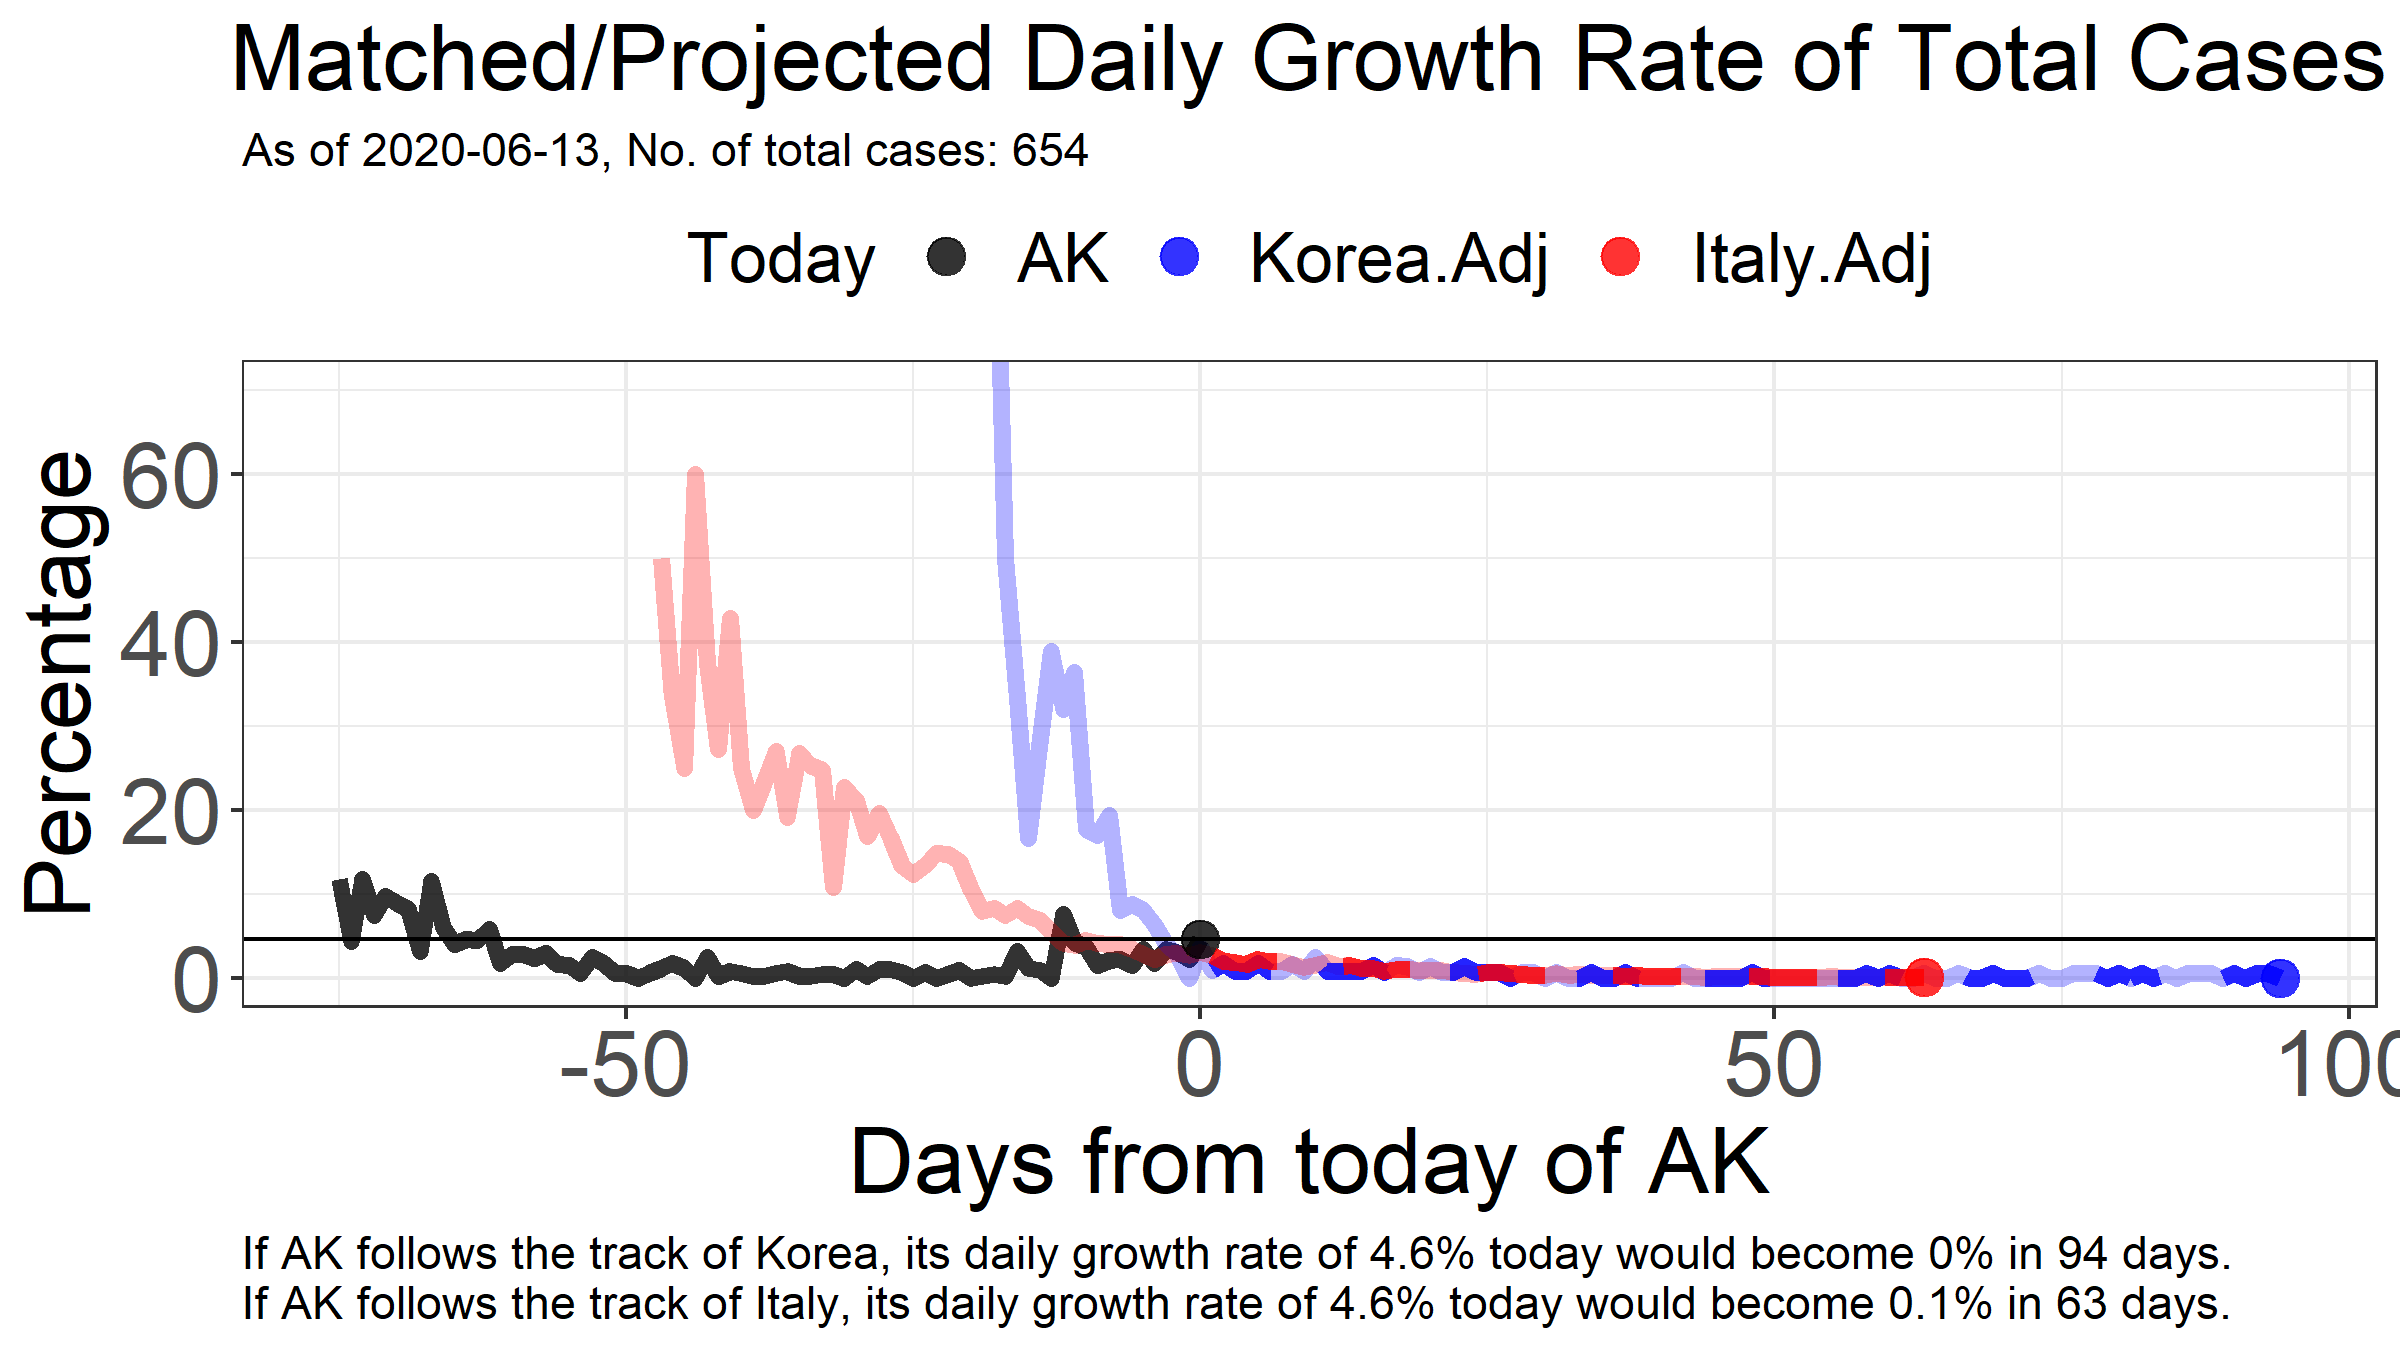 Matched/Projected Daily Growth Rate of Total Cases
As of 2020-06-13, No. of total cases: 654
Today AK Korea.Adj Italy.Adj
Percentage
60
40
20
0
-50 0 50 100
Days from today of AK
If AK follows the track of Korea, its daily growth rate of 4.6% today would become 0% in 94 days.
If AK follows the track of Italy, its daily growth rate of 4.6% today would become 0.1% in 63 days.